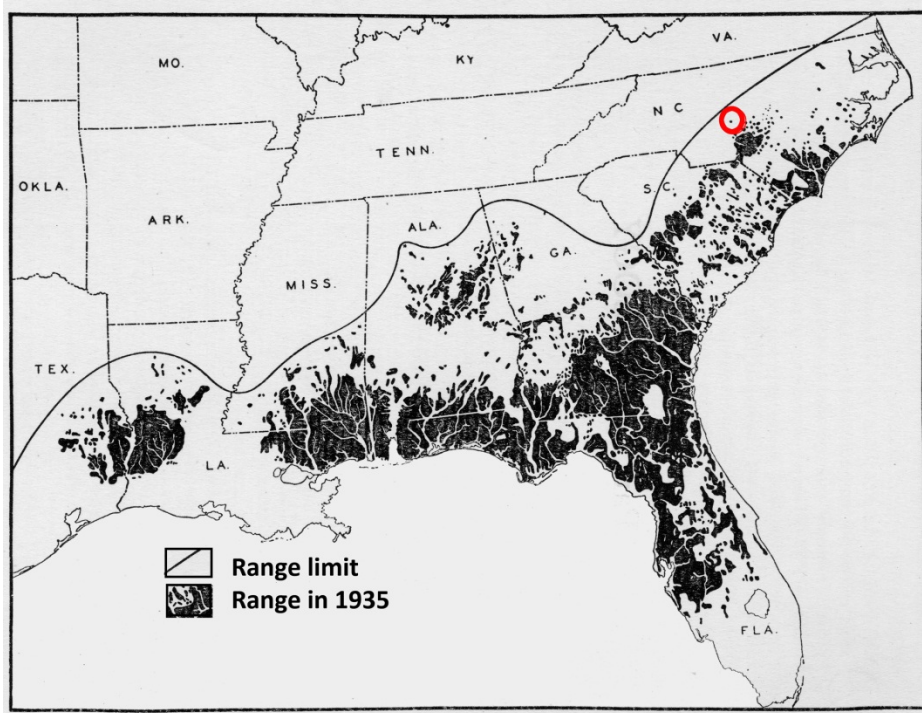 MO.
KY
VA.
N C
TENN.
OKLA.
ARK.
S.C.
ALA.
GA.
MISS.
TEX.
LA.
Range limit
Range in 1935
FLA.